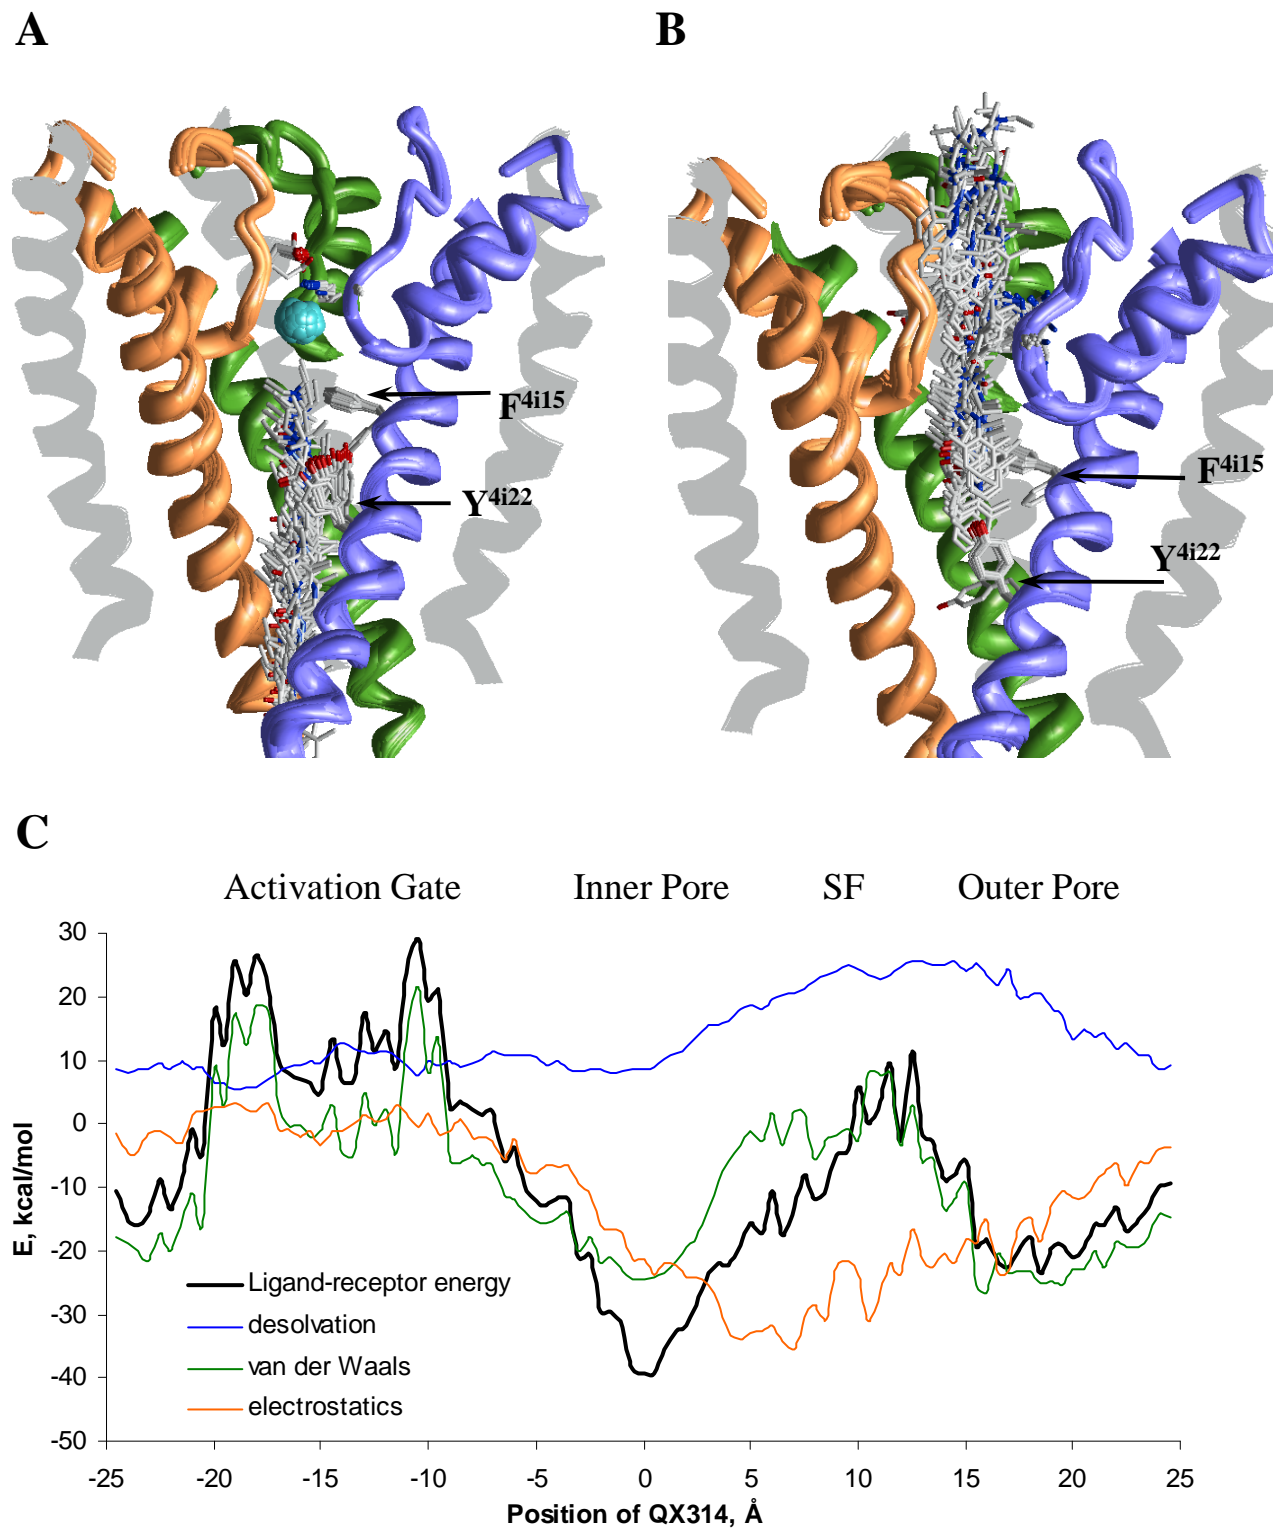 A
B
F4i15
Y4i22
F4i15
Y4i22
C
Activation Gate Inner Pore SF Outer Pore
30
20
10
0
-10
-20
-30
-40
-50
E, kcal/mol
Ligand-receptor energy
desolvation
van der Waals
electrostatics
-25 -20 -15 -10 -5 0 5 10 15 20 25
Position of QX314, Å